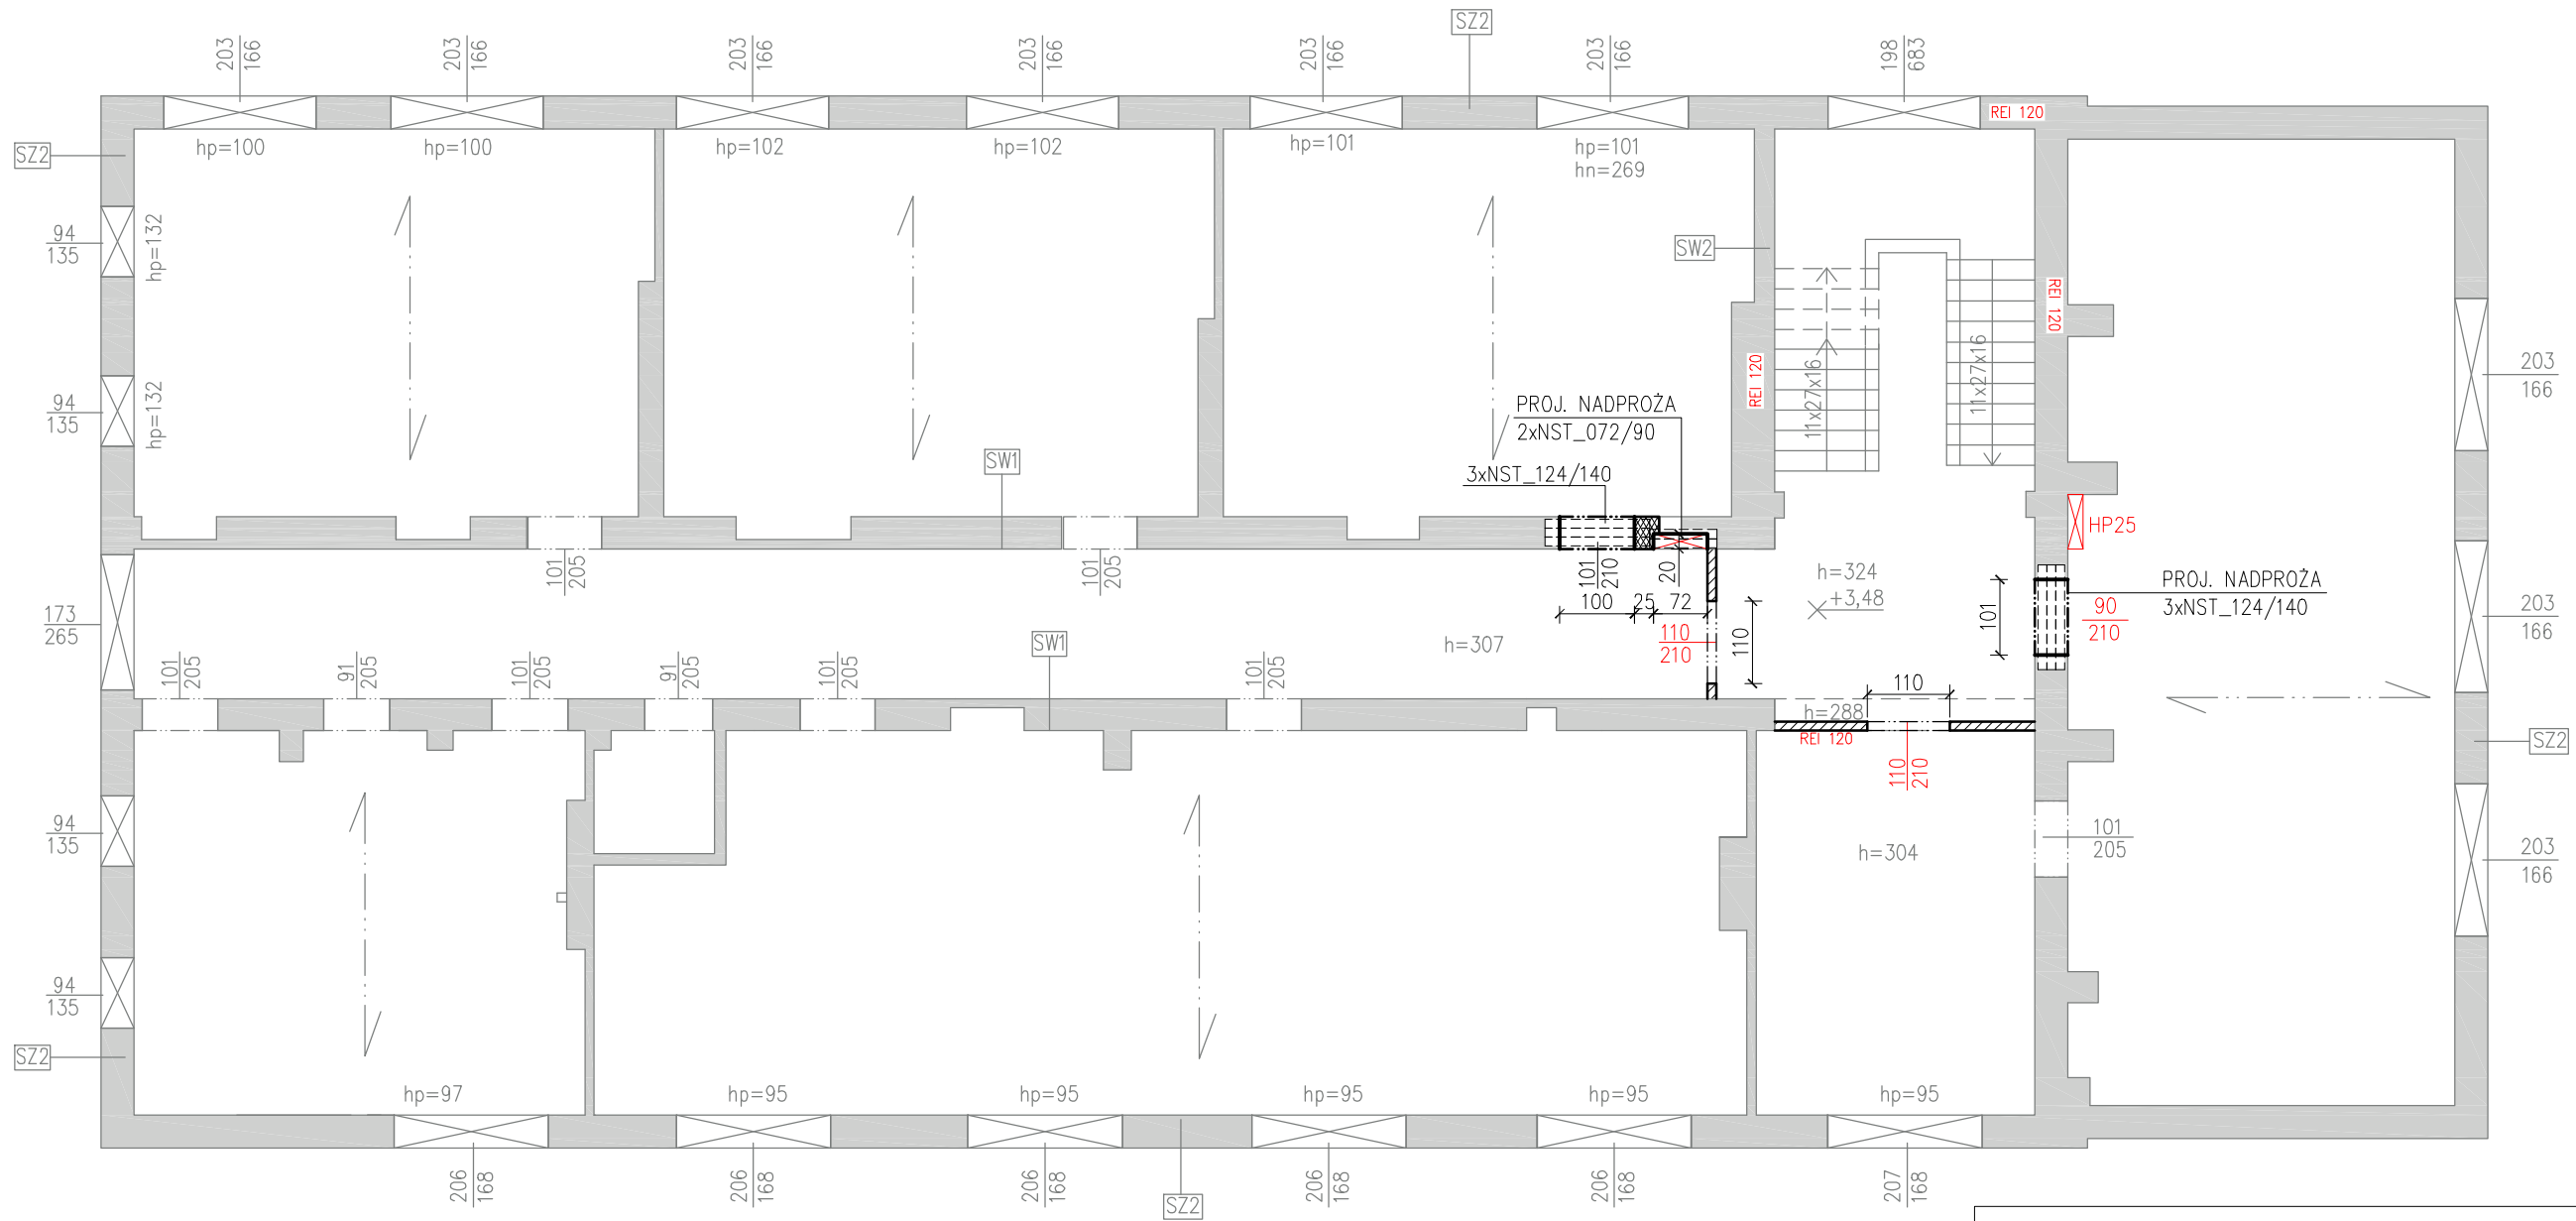 SZ2
203
166
203
166
203
166
203
166
203
166
203
166
198
683
REI 120
hp=100
hp=100
hp=102
hp=102
hp=101
hp=101
hn=269
SZ2
94
135
hp=132
SW2
REI 120
203
166
94
135
hp=132
REI 120
11x27x16
11x27x16
PROJ. NADPROŻA
2xNST_072/90
SW1
3xNST_124/140
HP25
101
205
101
205
101
210
20
h=324
+3,48
PROJ. NADPROŻA
3xNST_124/140
100
25
72
101
90
210
203
166
173
265
110
210
110
h=307
SW1
101
205
91
205
101
205
91
205
101
205
101
205
110
h=288
REI 120
110
210
SZ2
94
135
101
205
h=304
203
166
94
135
SZ2
hp=97
hp=95
hp=95
hp=95
hp=95
hp=95
206
168
206
168
206
168
206
168
206
168
207
168
SZ2